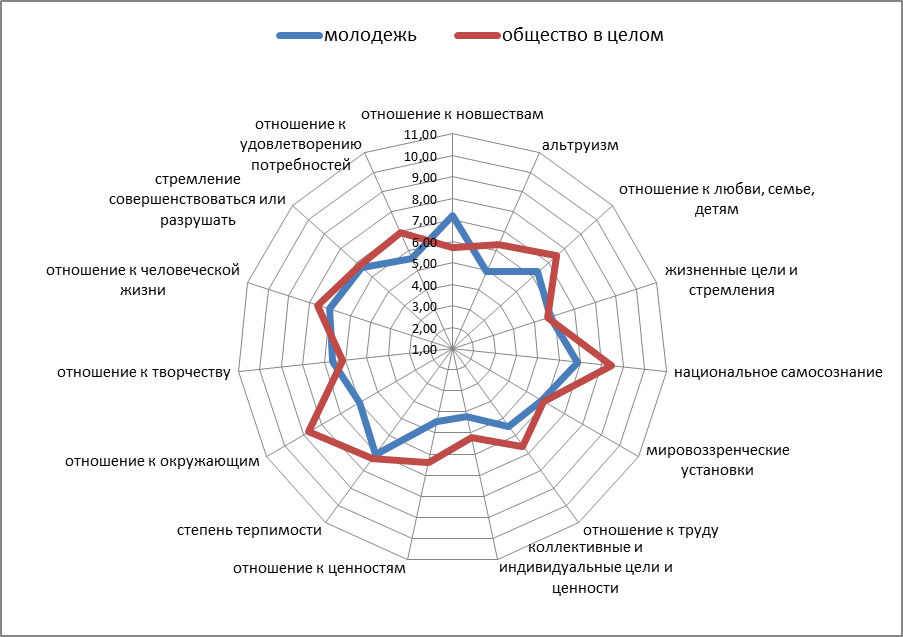 молодежь
общество в целом
отношение к новшествам
альтруизм
отношение к любви, семье,
детям
жизненные цели и
стремления
национальное самосознание
мировоззренческие
установки
отношение к труду
коллективные и
индивидуальные цели и
ценности
отношение к ценностям
степень терпимости
отношение к окружающим
отношение к творчеству
отношение к человеческой
жизни
стремление
совершенствоваться или
разрушать
отношение к
удовлетворению
потребностей
11,00
10,00
9,00
8,00
7,00
6,00
5,00
4,00
3,00
2,00
1,00